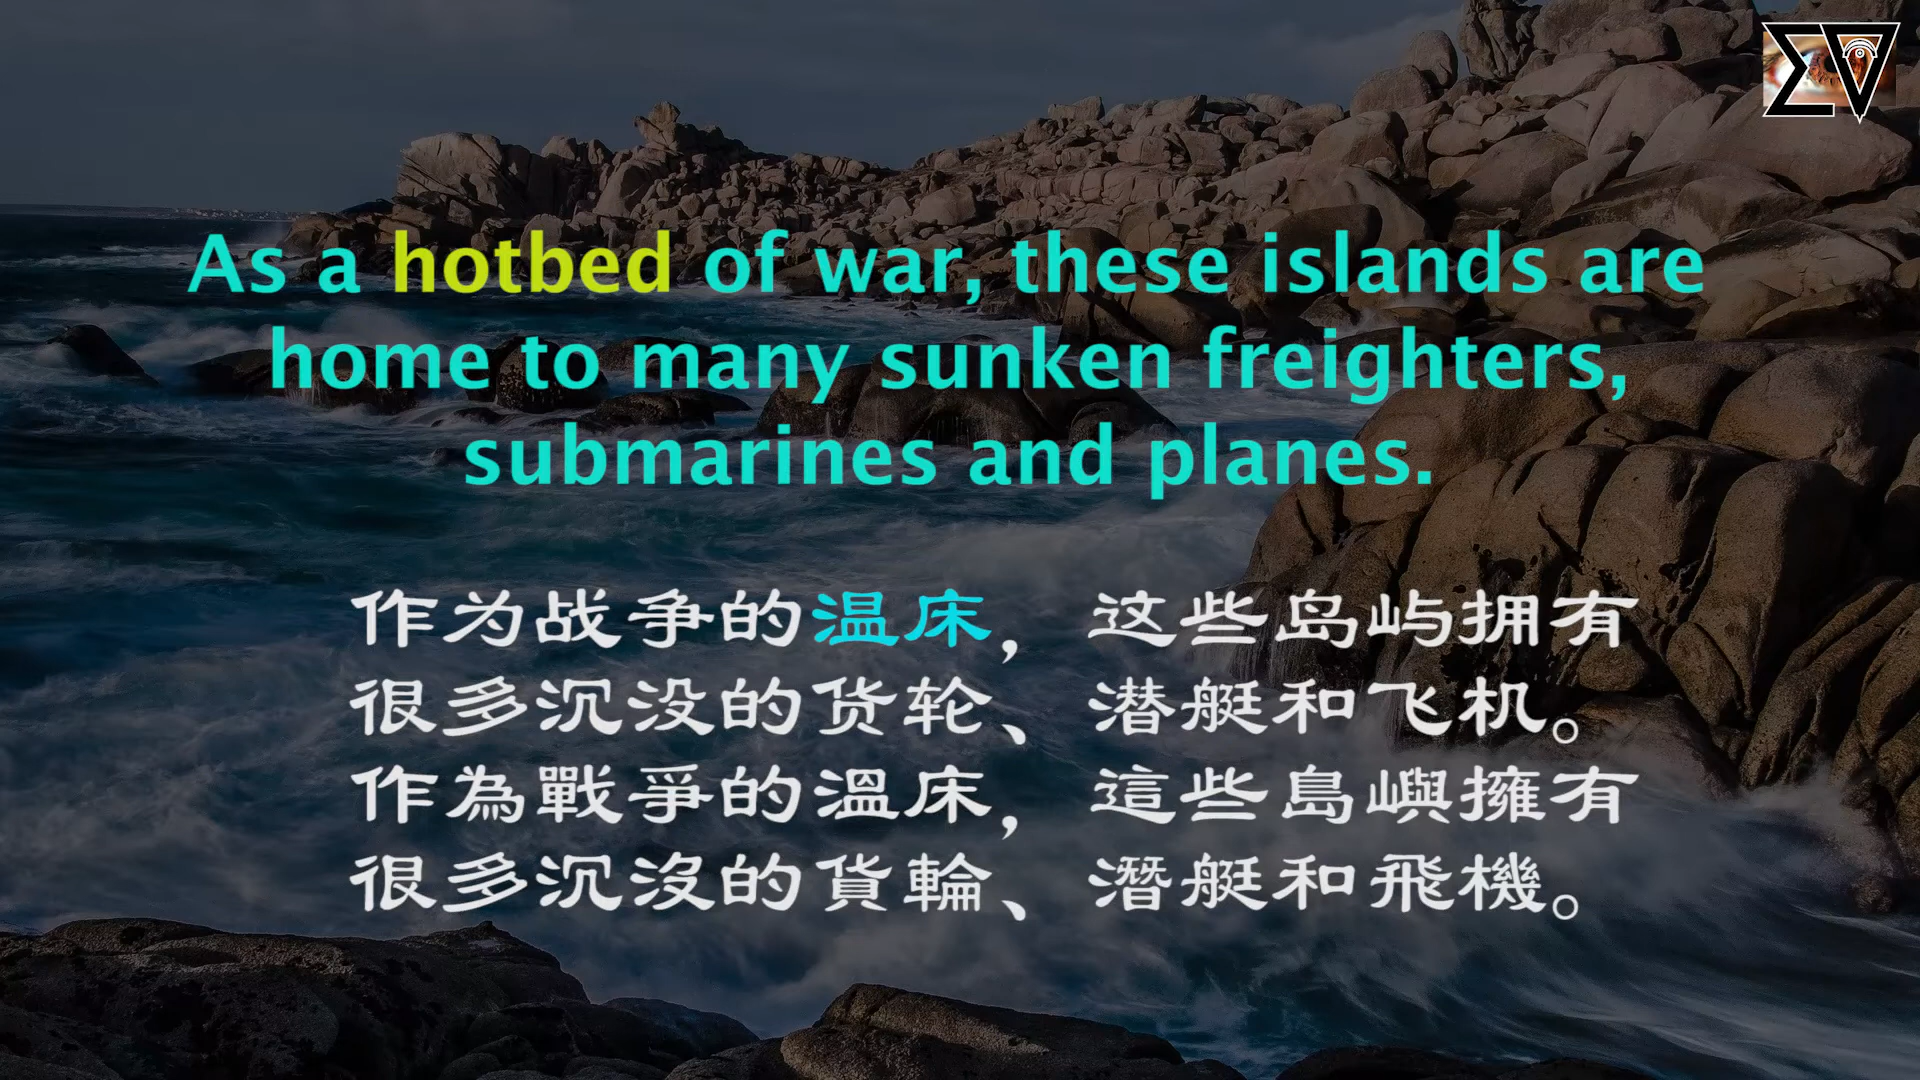 As a hotbed of war, these islands are
home to many sunken freighters,
submarines and planes.
作为战争的温床，这些岛屿拥有
很多沉没的货轮、潜艇和飞机。
作為戰爭的溫床，這些島嶼擁有
很多沉沒的貨輪、潛艇和飛機。